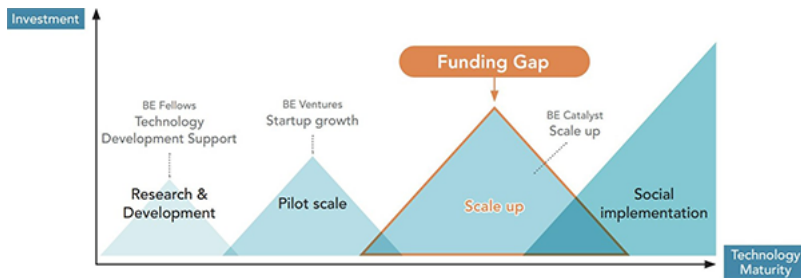 Investment
Funding Gap
BE Fellows
Technology
Development Support
BE Ventures
Startup growth
BE Catalyst
Scale up
Research &
Development
Pilot scale
Scale up
Social
implementation
Technology
Maturity